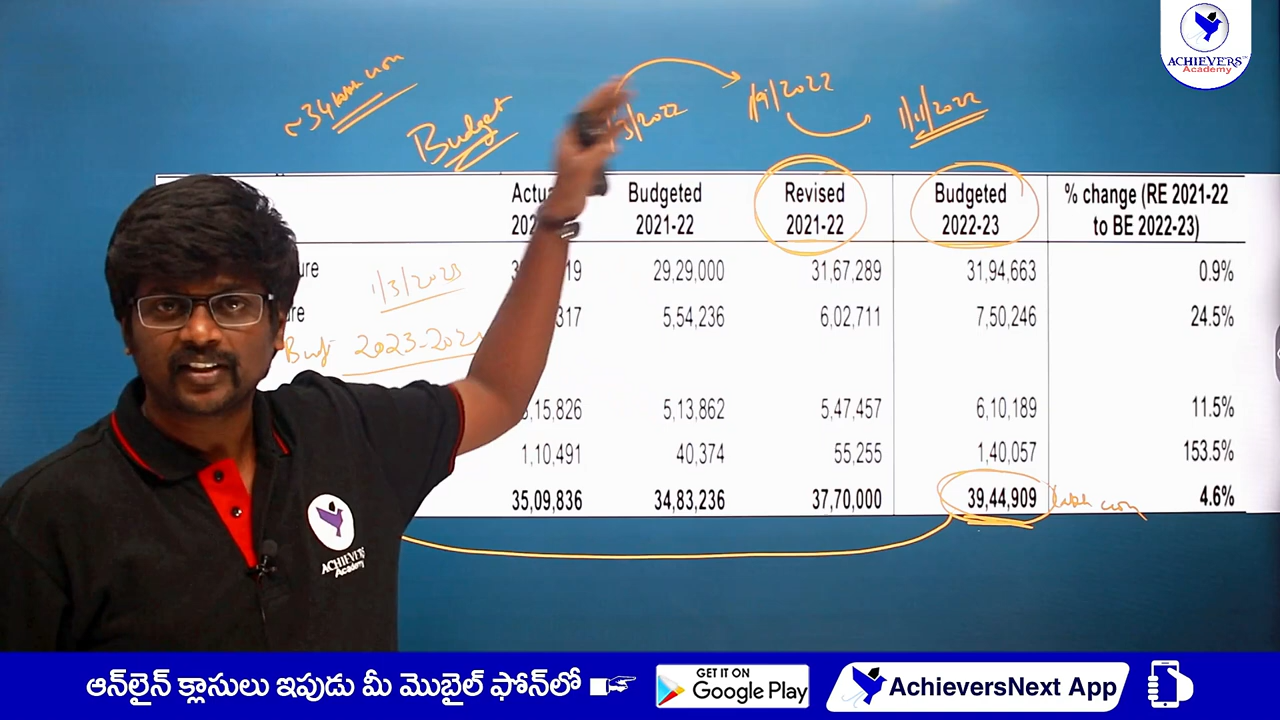 ACHIEVERS
Academy
~34 lakh
Budget
/3/2022
1/9/2022
1/11/2022
Budgeted Revised Budgeted % change (RE 2021-22
2021-22 2021-22 2022-23 to BE 2022-23)
29,29,000 31,67,289 31,94,663 0.9%
1/3/2023
5,54,236 6,02,711 7,50,246 24.5%
2023-202
5,13,862 5,47,457 6,10,189 11.5%
1,10,491 40,374 55,255 1,40,057 153.5%
35,09,836 34,83,236 37,70,000 39,44,909 4.6%
ACHIEVERS
Academy
ఆన్‌లైన్ క్లాసులు ఇపుడు మీ మొబైల్ ఫోన్‌లో
GET IT ON
Google Play
AchieversNext App